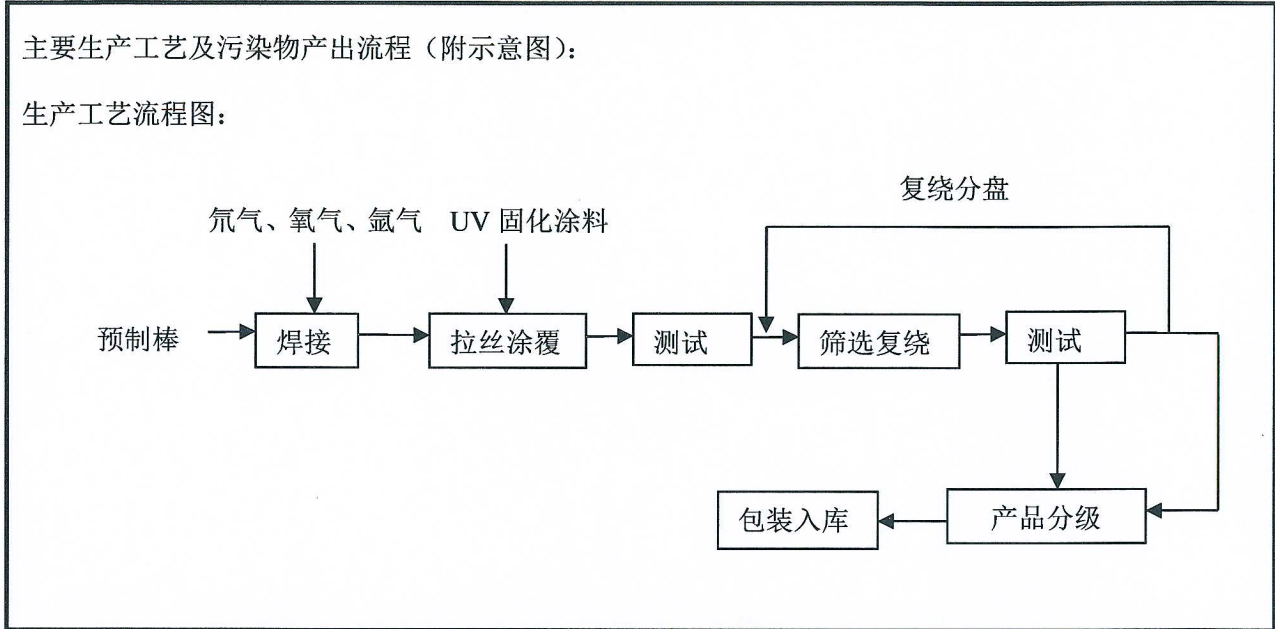 主要生产工艺及污染物产出流程（附示意图）：
生产工艺流程图：
复绕分盘
氘气、氧气、氩气 UV 固化涂料
预制棒
焊接
拉丝涂覆
测试
筛选复绕
测试
包装入库
产品分级